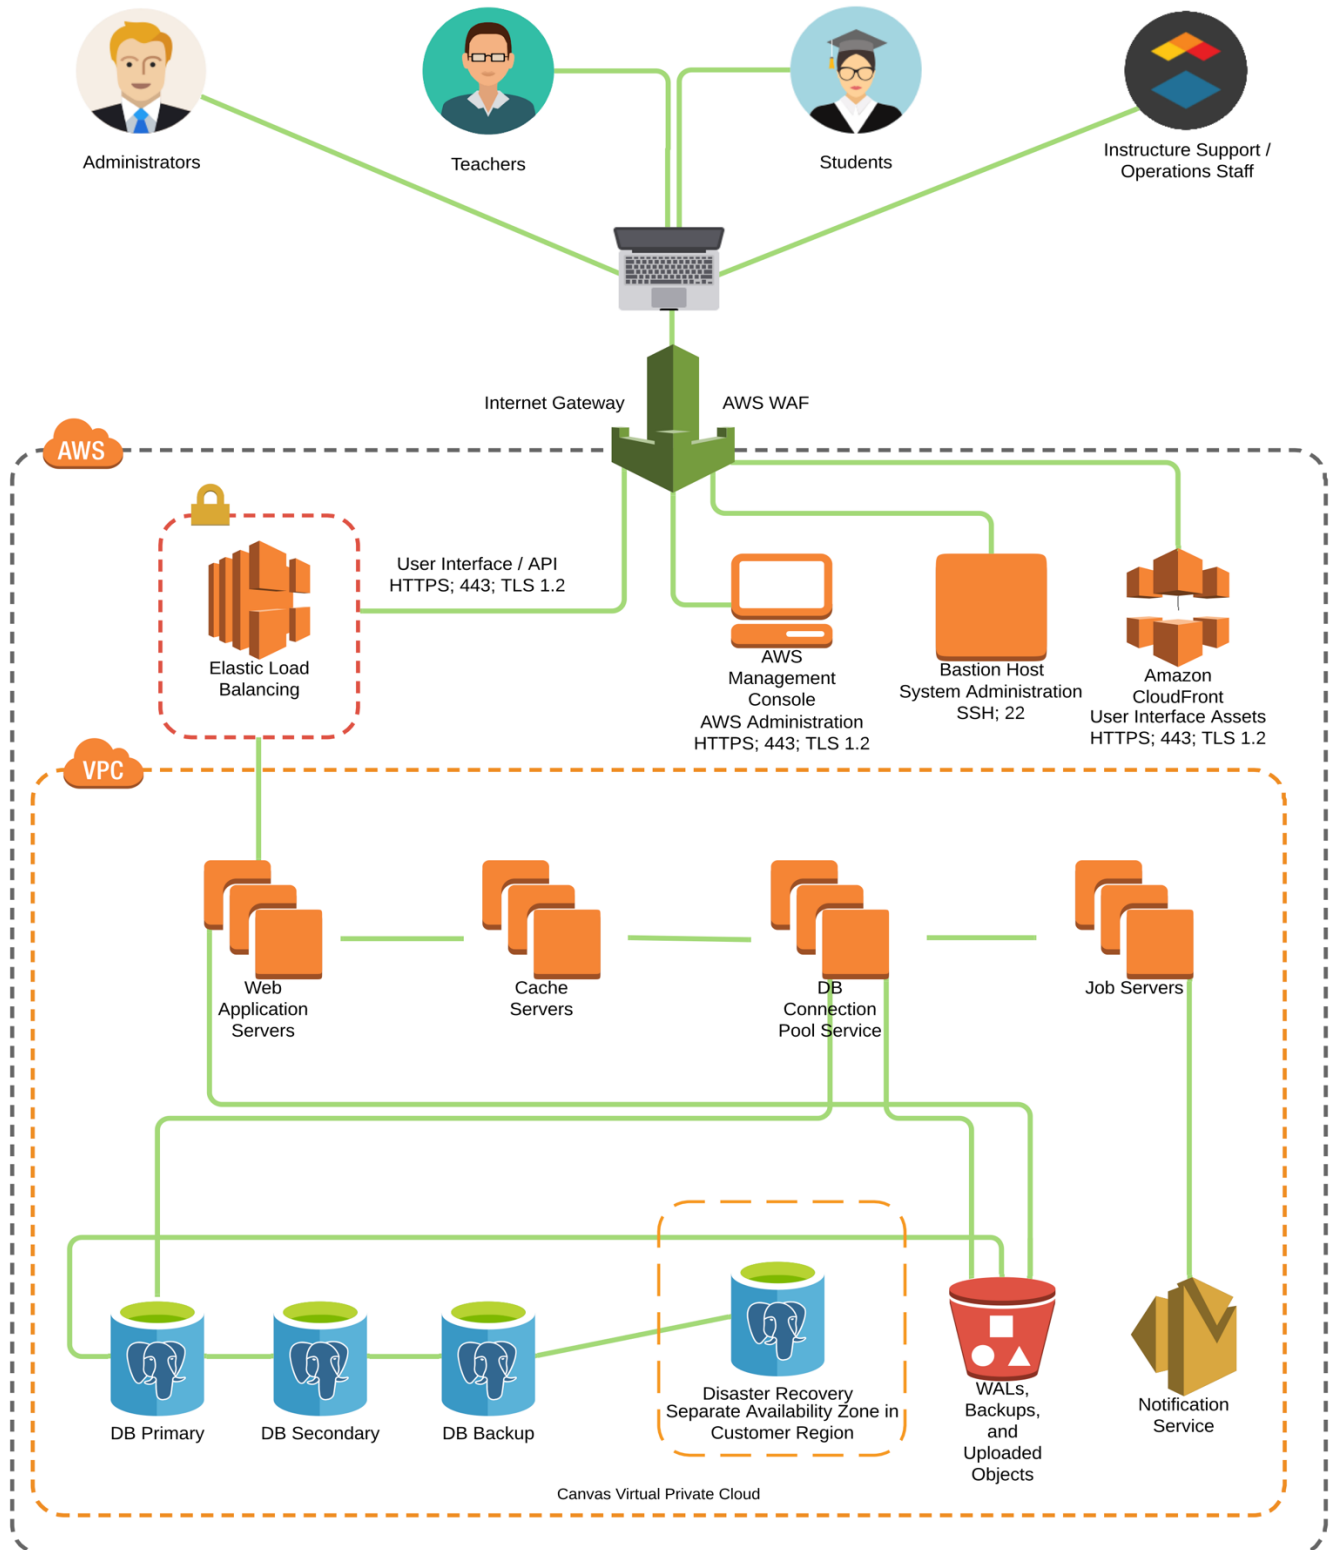 Administrators
Teachers
Students
Instructure Support /
Operations Staff
Internet Gateway
AWS WAF
AWS
User Interface / API
HTTPS; 443; TLS 1.2
Elastic Load
Balancing
AWS
Management
Console
AWS Administration
HTTPS; 443; TLS 1.2
Bastion Host
System Administration
SSH; 22
Amazon
CloudFront
User Interface Assets
HTTPS; 443; TLS 1.2
VPC
Web
Application
Servers
Cache
Servers
DB
Connection
Pool Service
Job Servers
DB Primary
DB Secondary
DB Backup
Disaster Recovery
Separate Availability Zone in
Customer Region
WALs,
Backups,
and
Uploaded
Objects
Notification
Service
Canvas Virtual Private Cloud